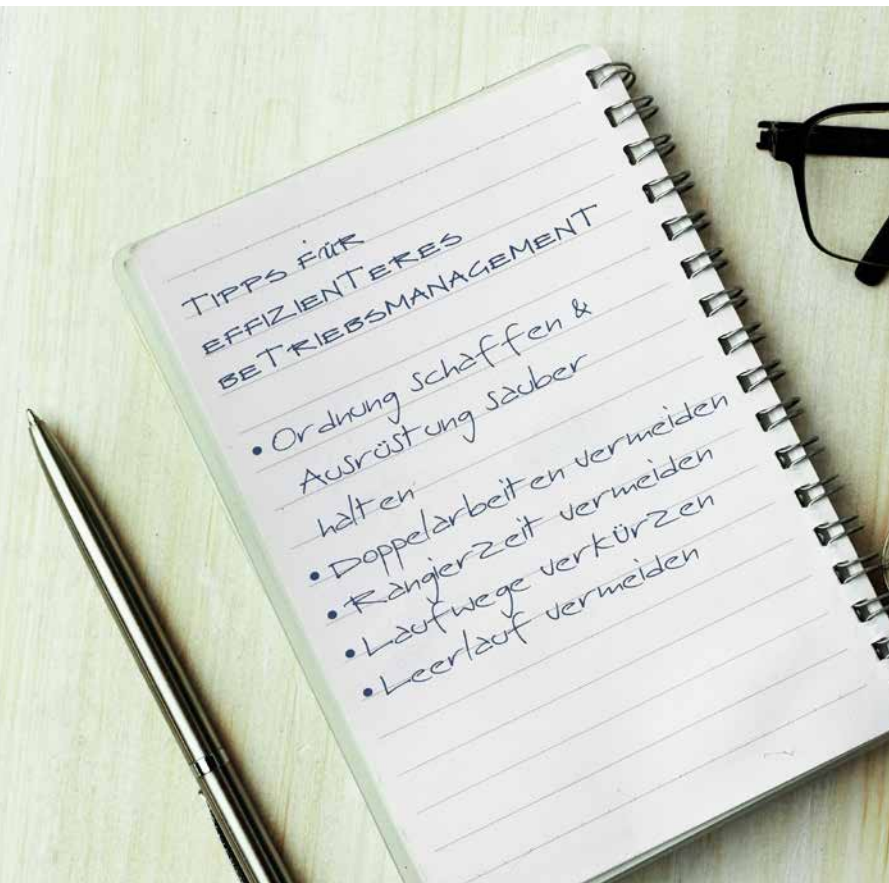 TIPPS FÜR
EFFIZIENTERES
BETRIEBSMANAGEMENT
• Ordnung schaffen &
Ausrüstung sauber
halten
• Doppelarbeiten vermeiden
• Rangierzeit vermeiden
• Laufwege verkürzen
• Leerlauf vermeiden